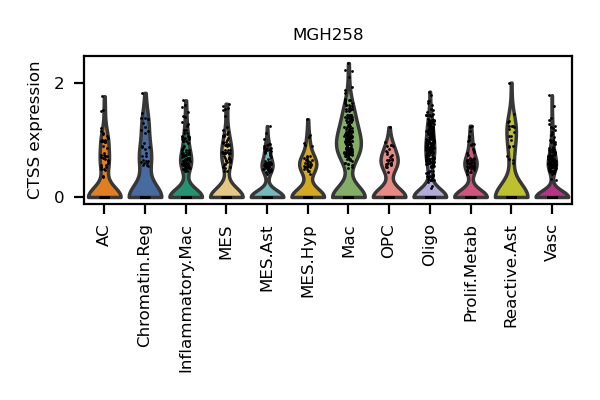 MGH258
CTSS expression
2
0
AC
Chromatin.Reg
Inflammatory.Mac
MES
MES.Ast
MES.Hyp
Mac
OPC
Oligo
Prolif.Metab
Reactive.Ast
Vasc